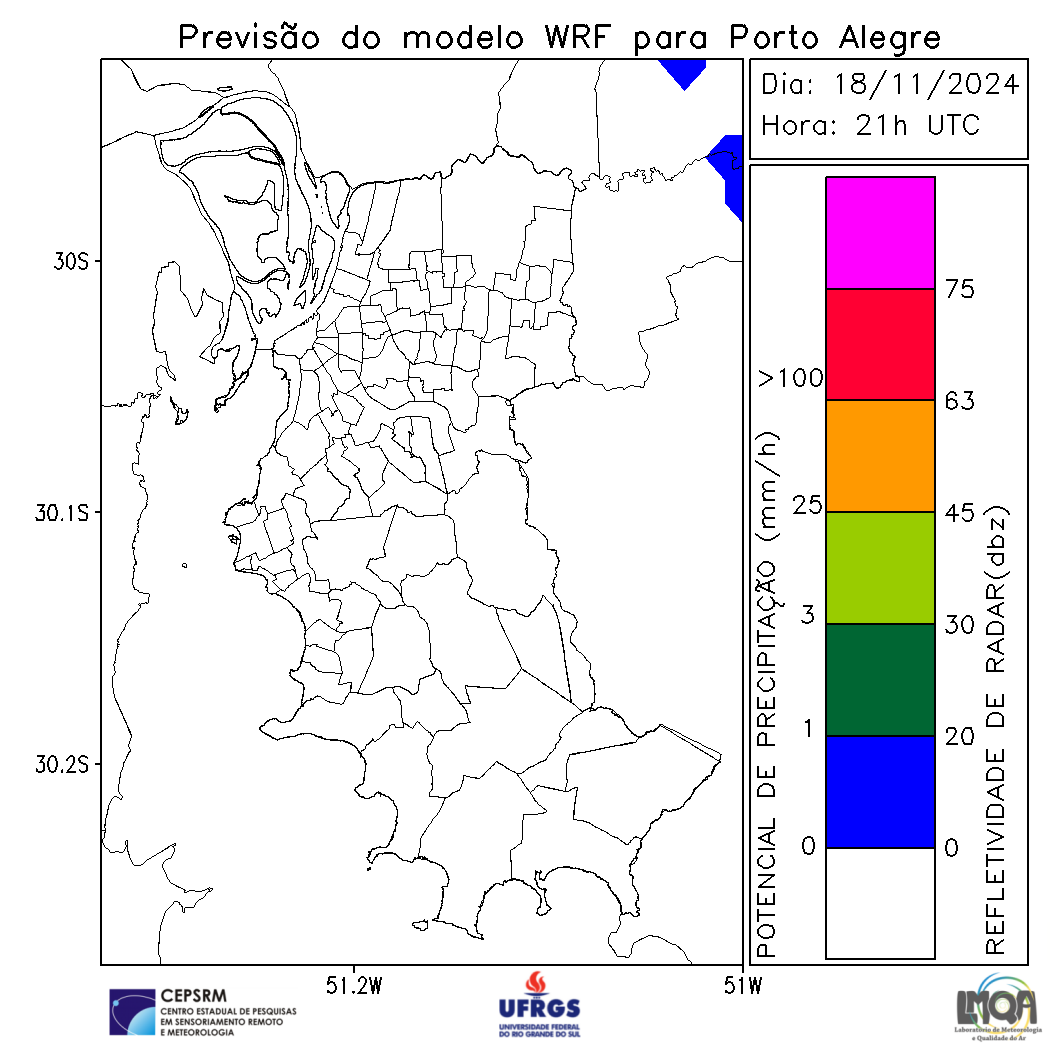 Previsão do modelo WRF para Porto Alegre
Dia: 18/11/2024
Hora: 21h UTC
30S
30.1S
30.2S
51.2W
51W
POTENCIAL DE PRECIPITAÇÃO (mm/h)
>100
25
3
1
0
75
63
45
30
20
0
REFLETIVIDADE DE RADAR(dbz)
CEPSRM
CENTRO ESTADUAL DE PESQUISAS
EM SENSORIAMENTO REMOTO
E METEOROLOGIA
UFRGS
UNIVERSIDADE FEDERAL
DO RIO GRANDE DO SUL
LMQA
Laboratório de Meteorologia
e Qualidade do Ar